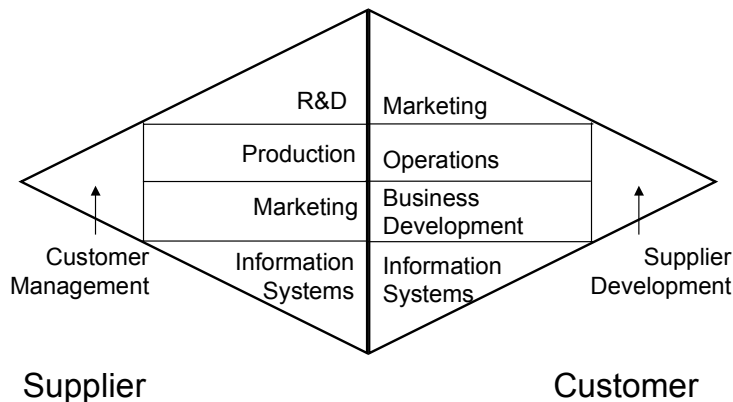 R&D
Marketing
Production
Operations
Marketing
Business
Development
Customer
Management
Information
Systems
Information
Systems
Supplier
Development
Supplier
Customer